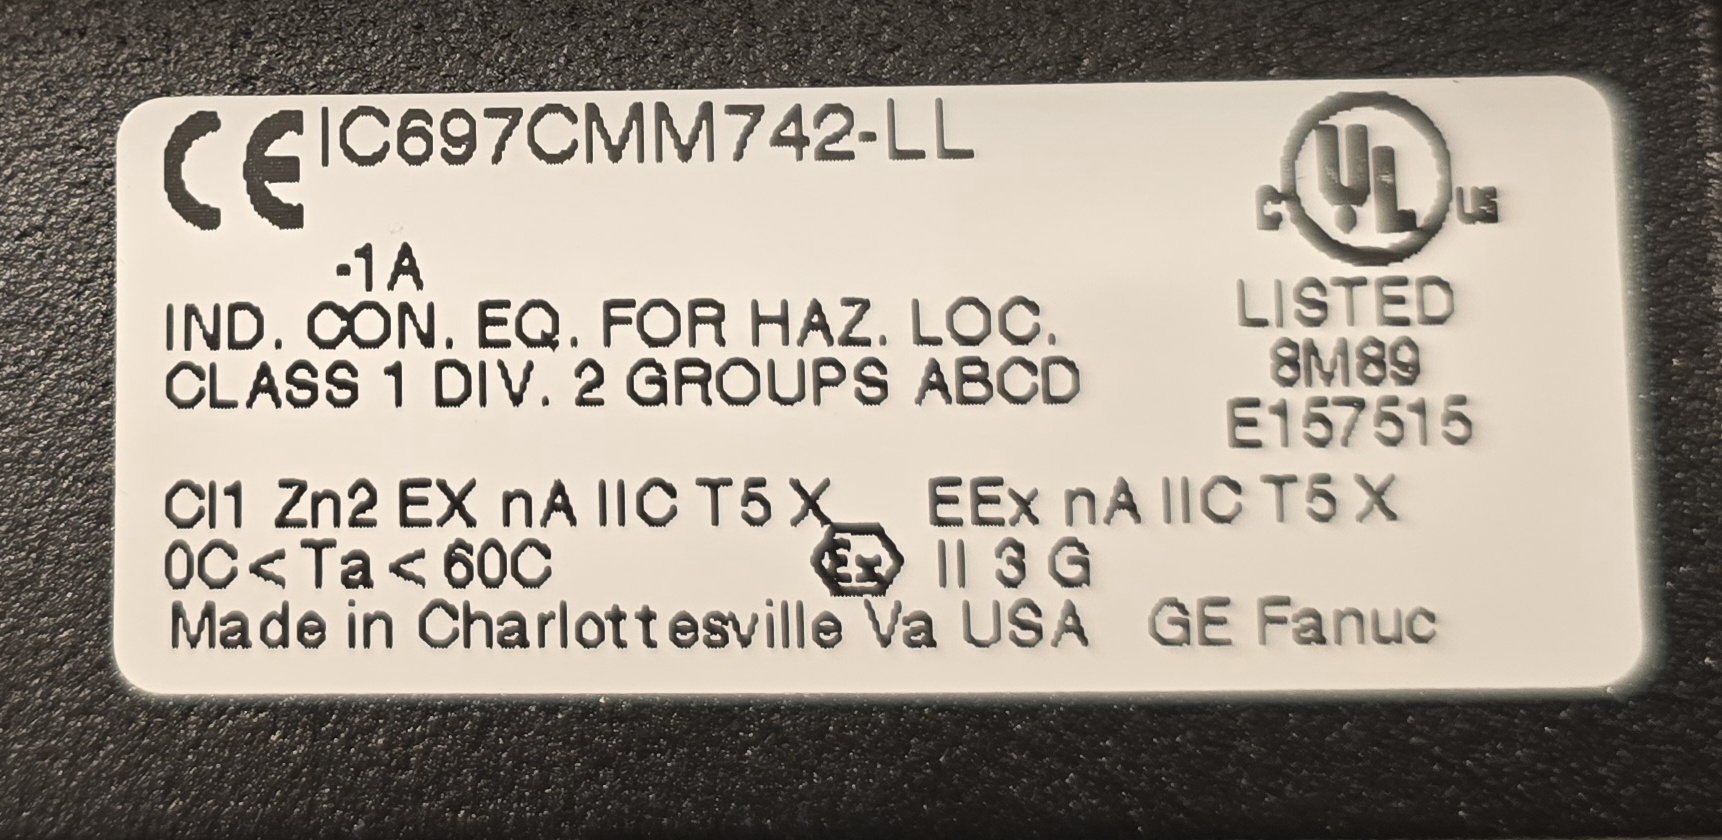 CE IC697CMM742-LL
-1A
IND. CON. EQ. FOR HAZ. LOC.
CLASS 1 DIV. 2 GROUPS ABCD
C UL US
LISTED
8M89
E157515
Cl1 Zn2 EX nA IIC T5 X EEx nA IIC T5 X
0C < Ta < 60C Ex II 3 G
Made in Charlottesville Va USA GE Fanuc